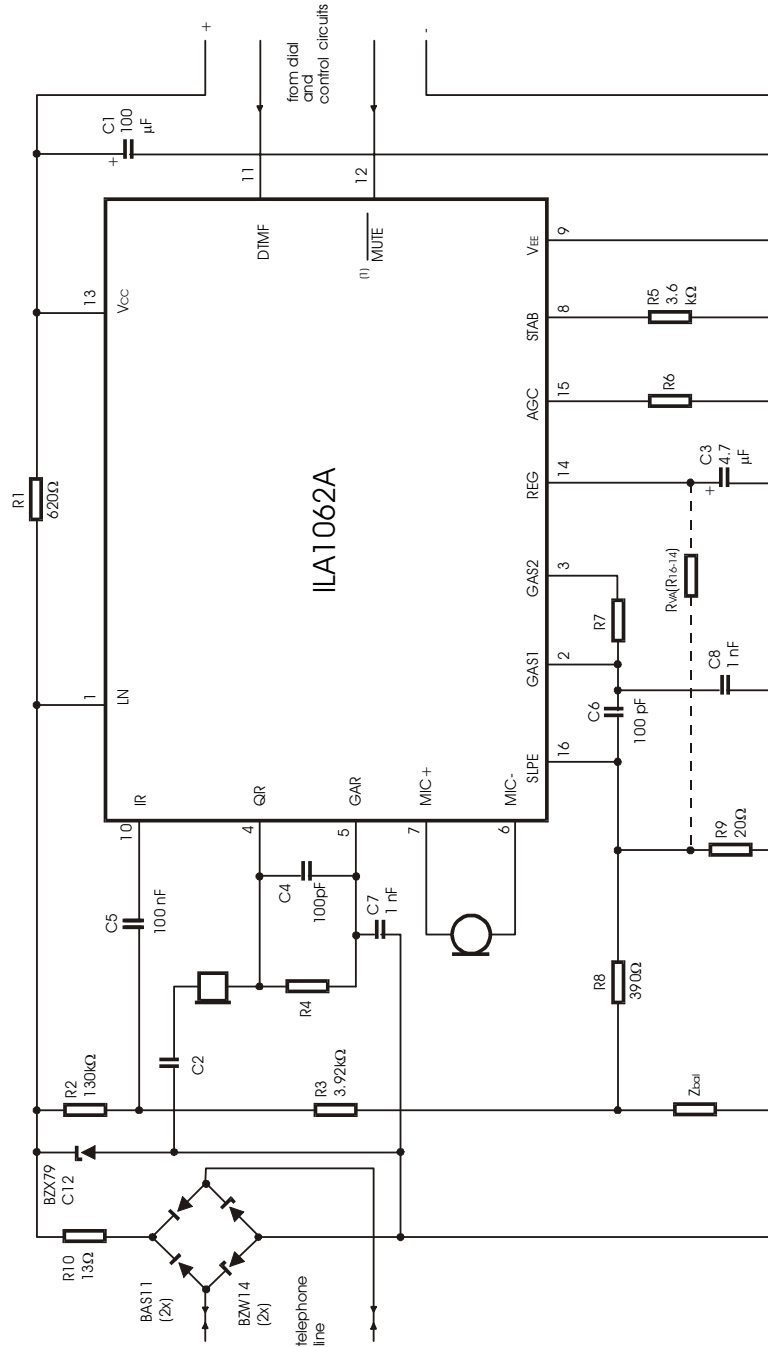 R1
620Ω
C1
100
µF
+
+
-
from dial
and
control circuits
R10
13Ω
BZX79
C12
R2
130kΩ
C5
100 nF
10
IR
1
LN
13
VCC
11
DTMF
12
MUTE
(1)
BAS11
(2x)
BZW14
(2x)
telephone
line
C2
R4
C4
100pF
C7
1 nF
4
QR
5
GAR
7
MIC+
6
MIC-
ILA1062A
R3
3.92kΩ
SLPE
16
GAS1
2
GAS2
3
REG
14
AGC
15
STAB
8
VEE
9
R8
390Ω
C6
100 pF
R7
R6
R5
3.6
kΩ
RVA(R16-14)
Zbal
R9
20Ω
C8
1 nF
+
C3
4.7
µF